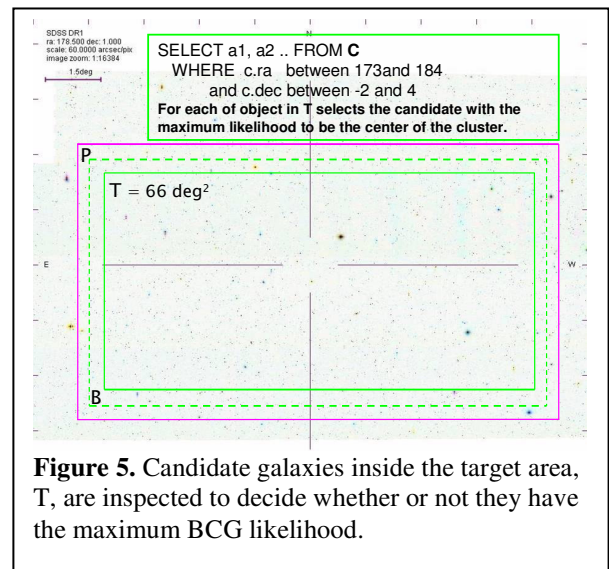 SDSS DR1
ra: 178.500 dec: 1.000
scale: 60.0000 arcsec/pix
image zoom: 1:16384
1.5deg
N
SELECT a1, a2 .. FROM C
WHERE c.ra between 173and 184
and c.dec between -2 and 4
For each of object in T selects the candidate with the
maximum likelihood to be the center of the cluster.
P
T = 66 deg²
E
W
B
Figure 5. Candidate galaxies inside the target area,
T, are inspected to decide whether or not they have
the maximum BCG likelihood.